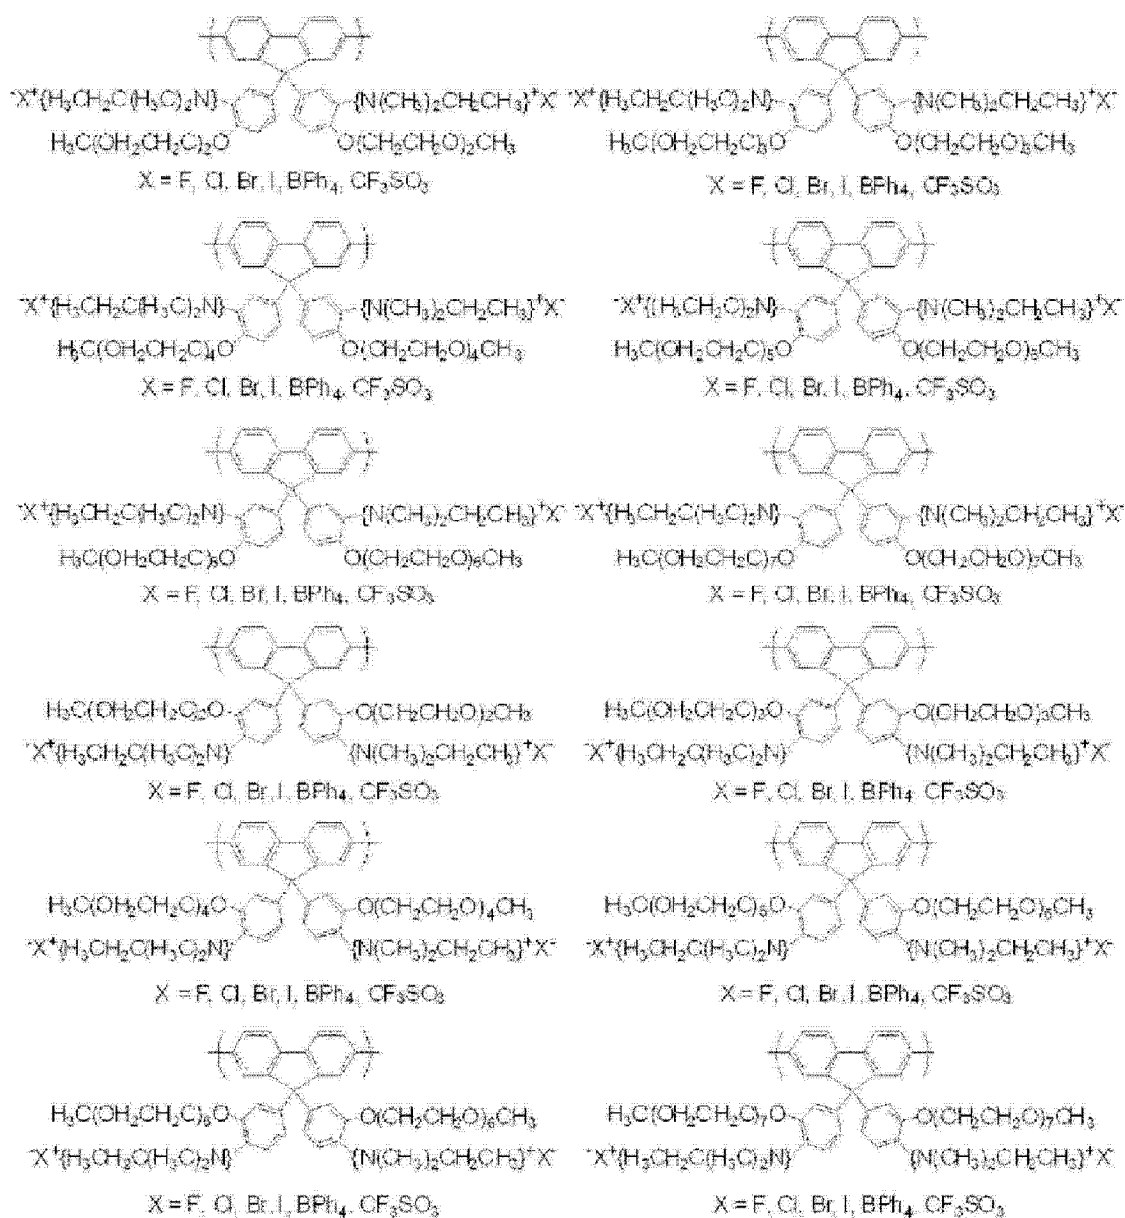 -X+{H3CH2C(H3C)2N} {N(CH3)2CH2CH3}+X-
H3C(OH2CH2C)2O O(CH2CH2O)2CH3
X = F, Cl, Br, I, BPh4, CF3SO3
-X+{H3CH2C(H3C)2N} {N(CH3)2CH2CH3}+X-
H3C(OH2CH2C)3O O(CH2CH2O)3CH3
X = F, Cl, Br, I, BPh4, CF3SO3
-X+{H3CH2C(H3C)2N} {N(CH3)2CH2CH3}+X-
H3C(OH2CH2C)4O O(CH2CH2O)4CH3
X = F, Cl, Br, I, BPh4, CF3SO3
{N(CH3)2CH2CH3}+X-
H3C(OH2CH2C)5O O(CH2CH2O)5CH3
X = F, Cl, Br, I, BPh4, CF3SO3
-X+{H3CH2C(H3C)2N} {N(CH3)2CH2CH3}+X-
H3C(OH2CH2C)6O O(CH2CH2O)6CH3
X = F, Cl, Br, I, BPh4, CF3SO3
-X+{H3CH2C(H3C)2N} {N(CH3)2CH2CH3}+X-
H3C(OH2CH2C)7O O(CH2CH2O)7CH3
X = F, Cl, Br, I, BPh4, CF3SO3
H3C(OH2CH2C)2O O(CH2CH2O)2CH3
-X+{H3CH2C(H3C)2N} {N(CH3)2CH2CH3}+X-
X = F, Cl, Br, I, BPh4, CF3SO3
H3C(OH2CH2C)3O O(CH2CH2O)3CH3
-X+{H3CH2C(H3C)2N} {N(CH3)2CH2CH3}+X-
X = F, Cl, Br, I, BPh4, CF3SO3
H3C(OH2CH2C)4O O(CH2CH2O)4CH3
-X+{H3CH2C(H3C)2N} {N(CH3)2CH2CH3}+X-
X = F, Cl, Br, I, BPh4, CF3SO3
H3C(OH2CH2C)5O O(CH2CH2O)5CH3
-X+{H3CH2C(H3C)2N} {N(CH3)2CH2CH3}+X-
X = F, Cl, Br, I, BPh4, CF3SO3
H3C(OH2CH2C)6O O(CH2CH2O)6CH3
-X+{H3CH2C(H3C)2N} {N(CH3)2CH2CH3}+X-
X = F, Cl, Br, I, BPh4, CF3SO3
H3C(OH2CH2C)7O O(CH2CH2O)7CH3
-X+{H3CH2C(H3C)2N} {N(CH3)2CH2CH3}+X-
X = F, Cl, Br, I, BPh4, CF3SO3